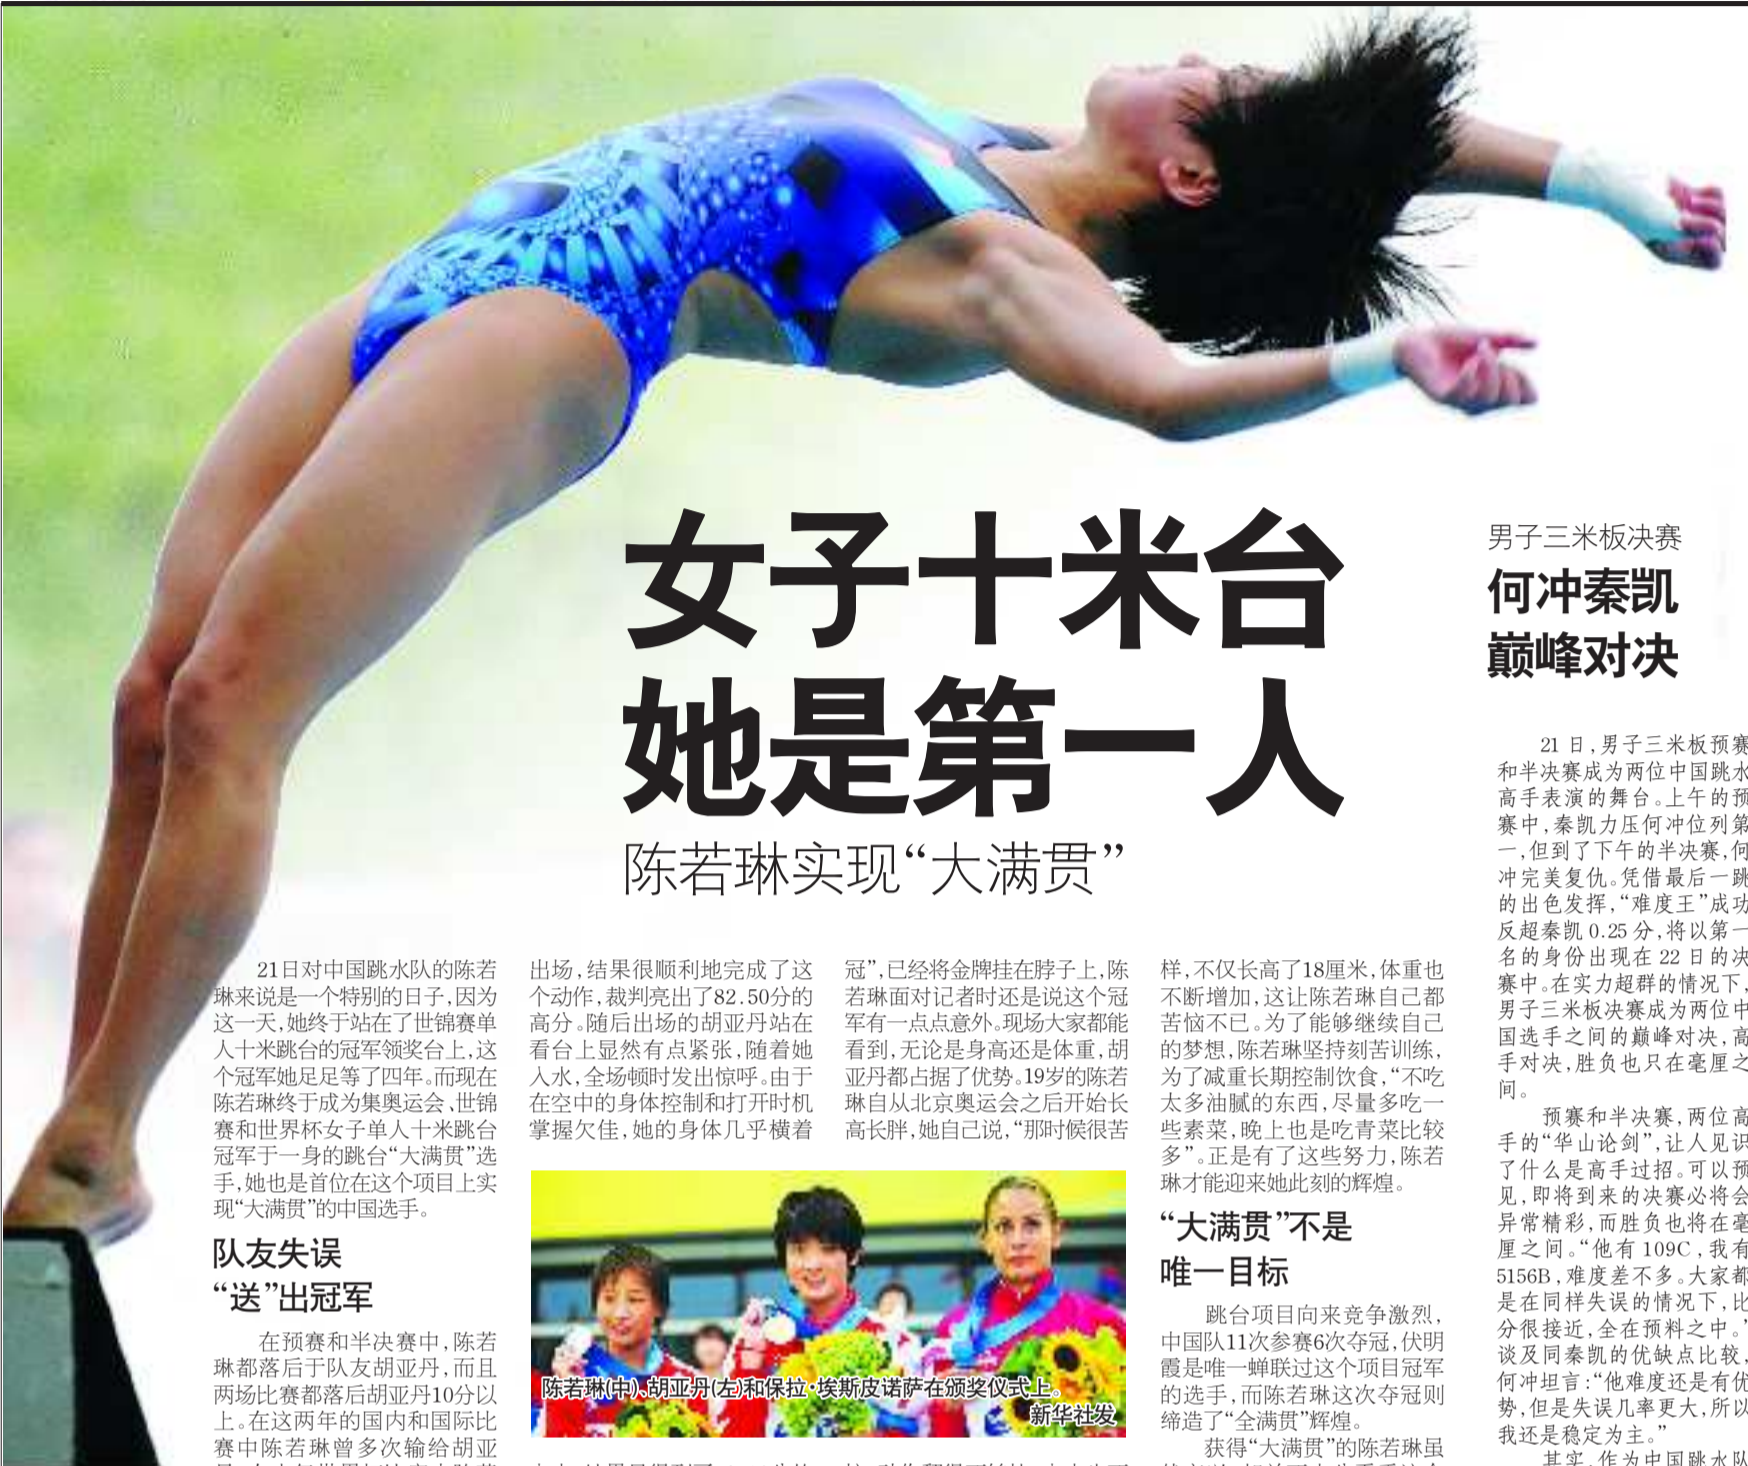 女子十米台
她是第一人
陈若琳实现“大满贯”
21日对中国跳水队的陈若
琳来说是一个特别的日子,因为
这一天,她终于站在了世锦赛单
人十米跳台的冠军领奖台上,这
个冠军她足足等了四年。而现在
陈若琳终于成为集奥运会、世锦
赛和世界杯女子单人十米跳台
冠军于一身的跳台“大满贯”选
手,她也是首位在这个项目上实
现“大满贯”的中国选手。
队友失误
“送”出冠军
在预赛和半决赛中,陈若
琳都落后于队友胡亚丹,而且
两场比赛都落后胡亚丹10分以
上。在这两年的国内和国际比
赛中陈若琳曾多次输给胡亚
出场,结果很顺利地完成了这
个动作,裁判亮出了82.50分的
高分。随后出场的胡亚丹站在
看台上显然有点紧张,随着她
入水,全场顿时发出惊呼。由于
在空中的身体控制和打开时机
掌握欠佳,她的身体几乎横着
冠”,已经将金牌挂在脖子上,陈
若琳面对记者时还是说这个冠
军有一点点意外。现场大家都能
看到,无论是身高还是体重,胡
亚丹都占据了优势。19岁的陈若
琳自从北京奥运会之后开始长
高长胖,她自己说,“那时候很苦
陈若琳(中)、胡亚丹(左)和保拉·埃斯皮诺萨在颁奖仪式上。
新华社发
样,不仅长高了18厘米,体重也
不断增加,这让陈若琳自己都
苦恼不已。为了能够继续自己
的梦想,陈若琳坚持刻苦训练,
为了减重长期控制饮食,“不吃
太多油腻的东西,尽量多吃一
些素菜,晚上也是吃青菜比较
多”。正是有了这些努力,陈若
琳才能迎来她此刻的辉煌。
“大满贯”不是
唯一目标
跳台项目向来竞争激烈,
中国队11次参赛6次夺冠,伏明
霞是唯一蝉联过这个项目冠军
的选手,而陈若琳这次夺冠则
缔造了“全满贯”辉煌。
获得“大满贯”的陈若琳虽
男子三米板决赛
何冲秦凯
巅峰对决
21日,男子三米板预赛
和半决赛成为两位中国跳水
高手表演的舞台。上午的预
赛中,秦凯力压何冲位列第
一,但到了下午的半决赛,何
冲完美复仇。凭借最后一跳
的出色发挥,“难度王”成功
反超秦凯0.25分,将以第一
名的身份出现在22日的决
赛中。在实力超群的情况下,
男子三米板决赛成为两位中
国选手之间的巅峰对决,高
手对决,胜负也只在毫厘之
间。
预赛和半决赛,两位高
手的“华山论剑”,让人见识
了什么是高手过招。可以预
见,即将到来的决赛必将会
异常精彩,而胜负也将在毫
厘之间。“他有109C,我有
5156B,难度差不多。大家都
是在同样失误的情况下,比
分很接近,全在预料之中。”
谈及同秦凯的优缺点比较,
何冲坦言:“他难度还是有优
势,但是失误几率更大,所以
我还是稳定为主。”
其实,作为中国跳水队